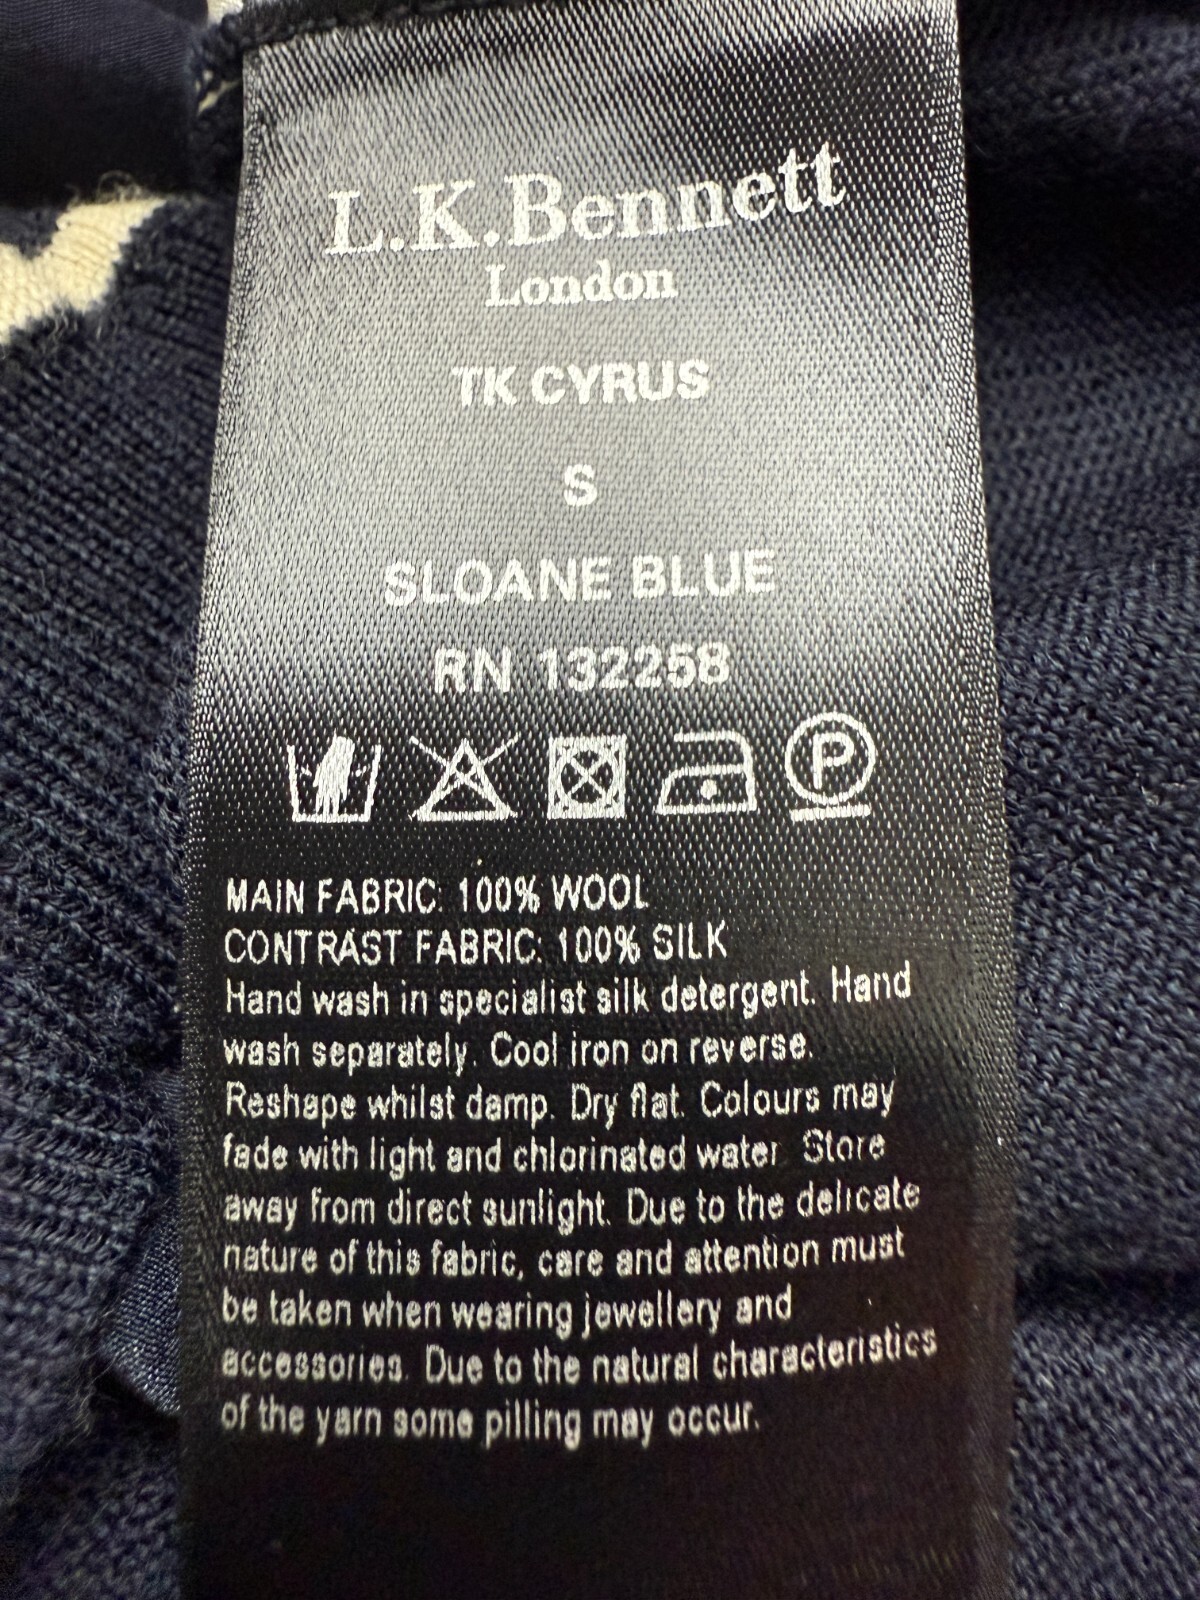 L.K.Bennett
London
TK CYRUS
S
SLOANE BLUE
RN 132258
P
MAIN FABRIC: 100% WOOL
CONTRAST FABRIC: 100% SILK
Hand wash in specialist silk detergent. Hand
wash separately. Cool iron on reverse.
Reshape whilst damp. Dry flat. Colours may
fade with light and chlorinated water. Store
away from direct sunlight. Due to the delicate
nature of this fabric, care and attention must
be taken when wearing jewellery and
accessories. Due to the natural characteristics
of the yarn some pilling may occur.